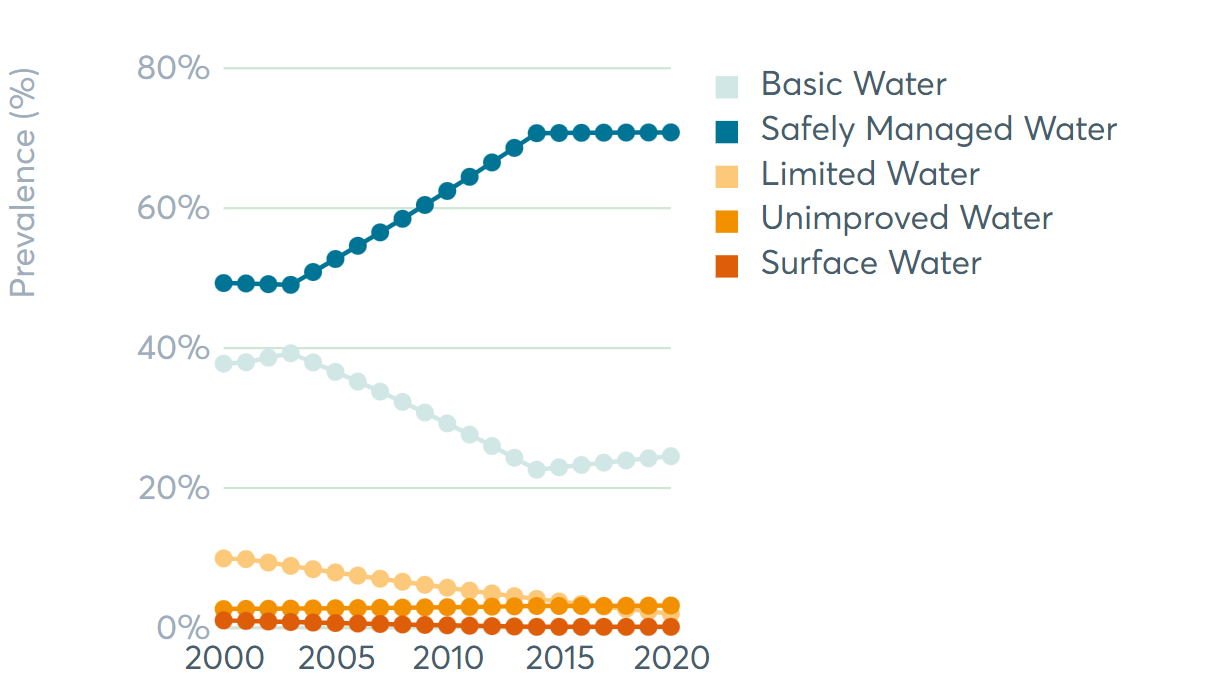 Prevalence (%)
80%
60%
40%
20%
0%
2000 2005 2010 2015 2020
Basic Water
Safely Managed Water
Limited Water
Unimproved Water
Surface Water